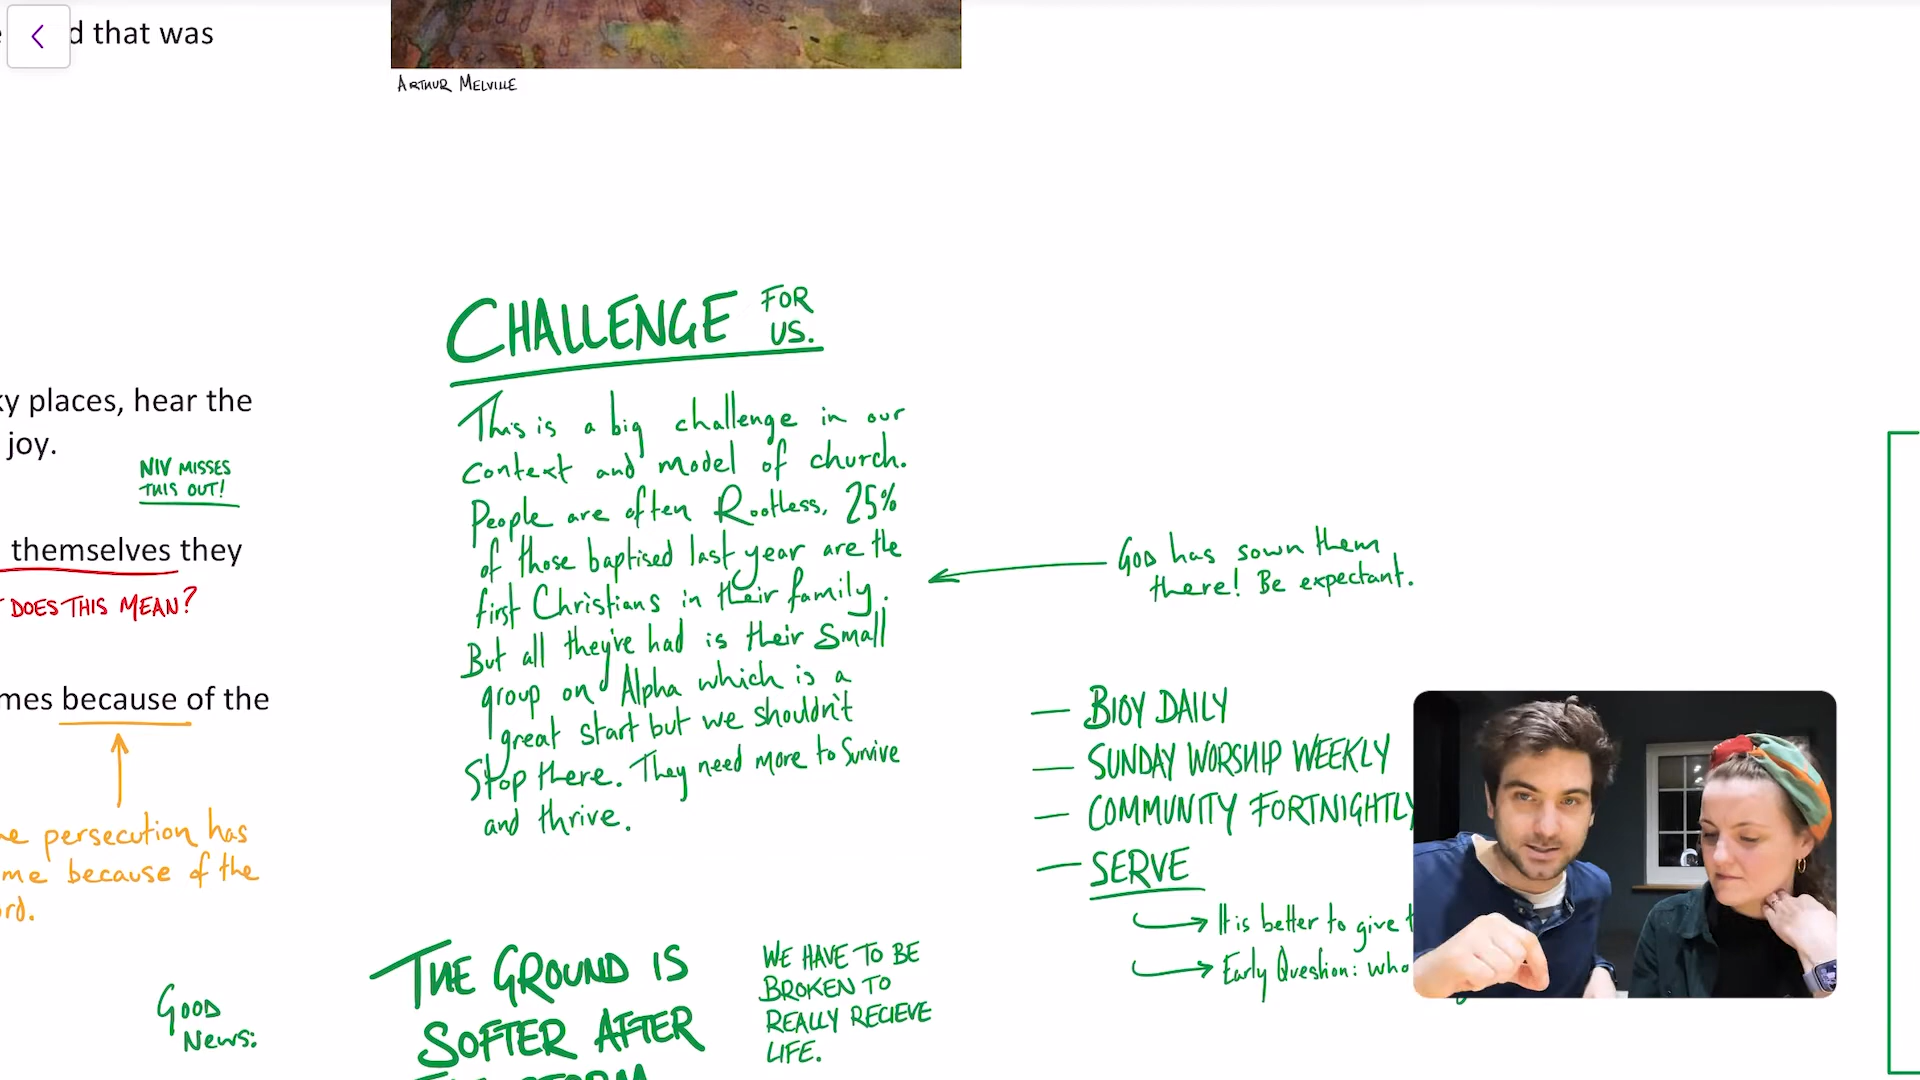 d that was
ARTHUR MELVILLE
CHALLENGE FOR
US.
This is a big challenge in our
context and model of church.
People are often Rootless. 25%
of those baptised last year are the
first Christians in their family.
But all they've had is their small
group on Alpha which is a
great start but we shouldn't
stop there. They need more to survive
and thrive.
God has sown them
there! Be expectant.
ky places, hear the
joy.
NIV MISSES
THIS OUT!
themselves they
DOES THIS MEAN?
mes because of the
persecution has
me because of the
ord.
GOOD
NEWS:
THE GROUND IS
SOFTER AFTER
STORM
WE HAVE TO BE
BROKEN TO
REALLY RECIEVE
LIFE.
— BIOY DAILY
— SUNDAY WORSHIP WEEKLY
— COMMUNITY FORTNIGHTLY
— SERVE
It is better to give
Early Question: who